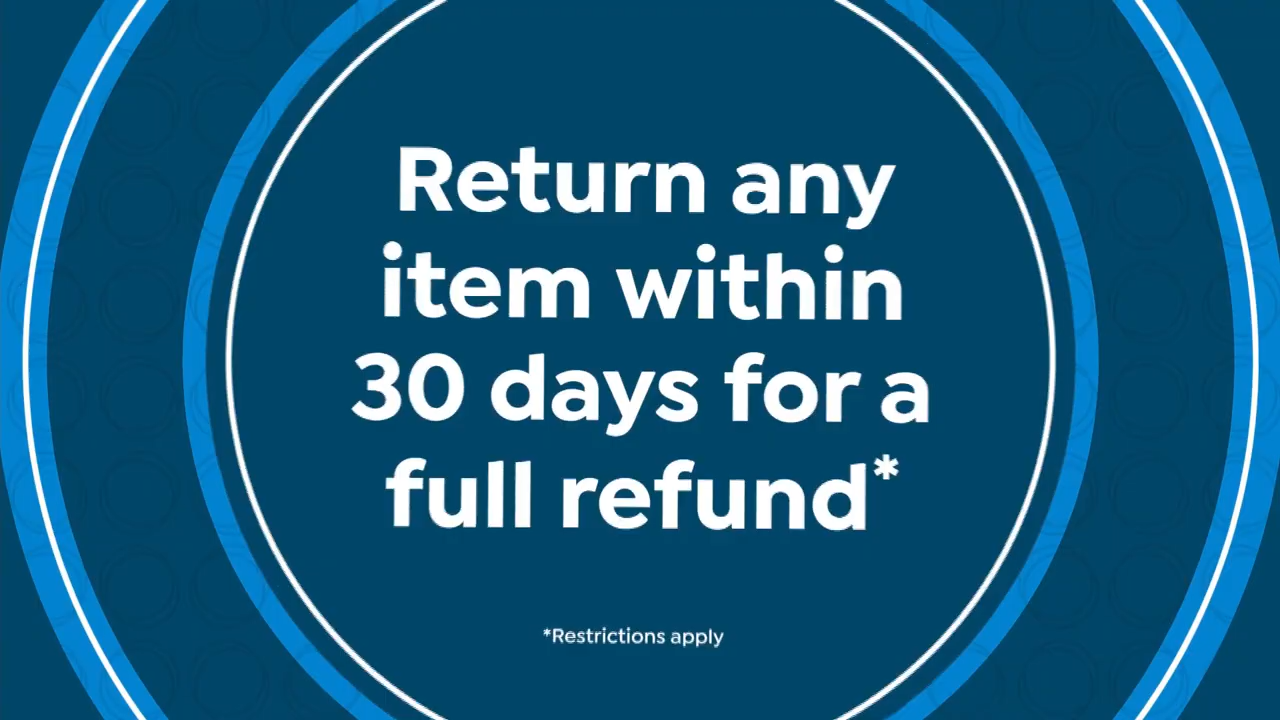 Return any
item within
30 days for a
full refund*
*Restrictions apply